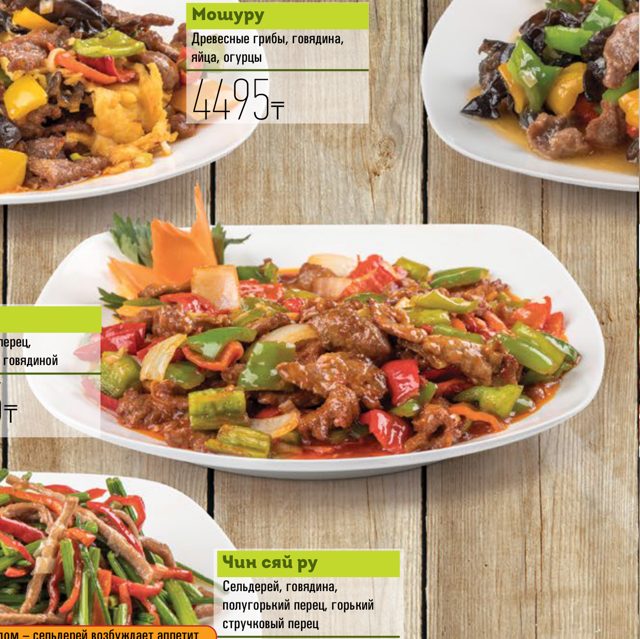 Мошуру
Древесные грибы, говядина,
яйца, огурцы
4495₸
перец,
говядиной
₸
Чин сяй ру
Сельдерей, говядина,
полугорький перец, горький
стручковый перец
– сельдерей возбуждает аппетит